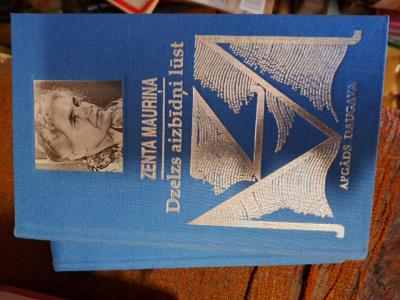 ZENTA MAURIŅA
Dzelzs aizbīdņi lūst
APGĀDS DAUGAVA